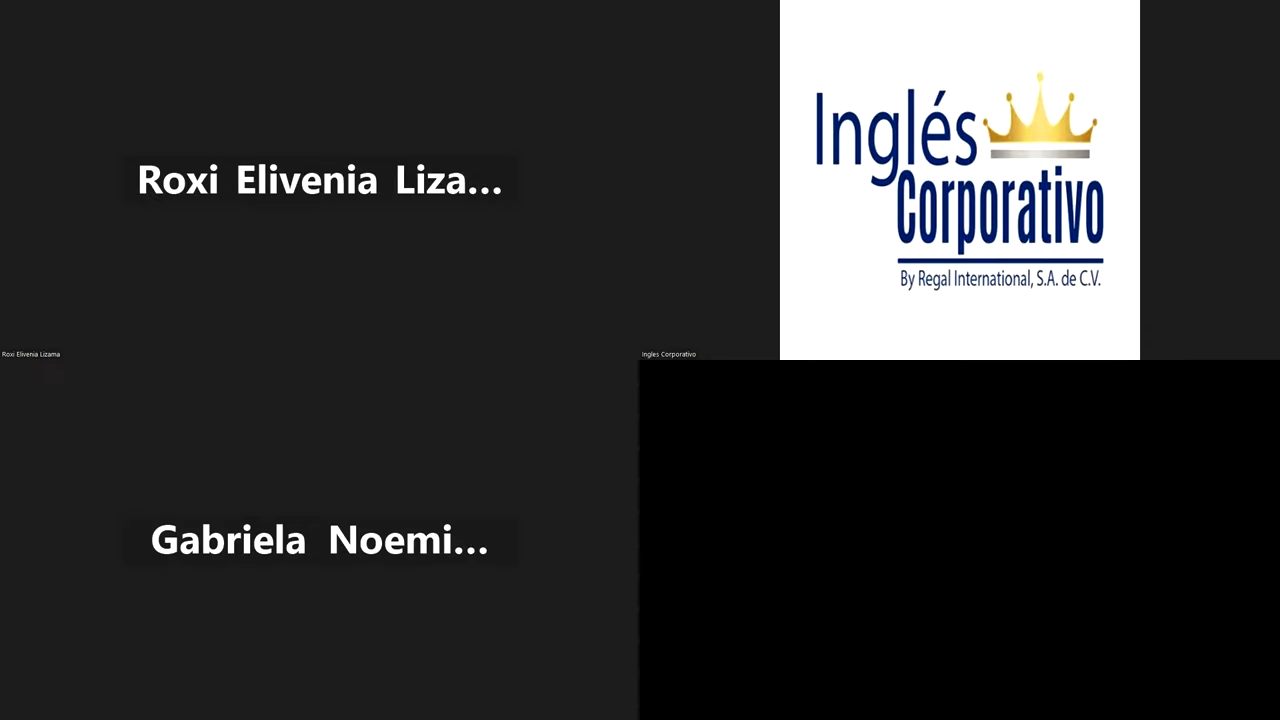 Roxi Elivenia Liza...
Inglés
Corporativo
By Regal International, S.A. de C.V.
Roxi Elivenia Lizama
Ingles Corporativo
Gabriela Noemi...